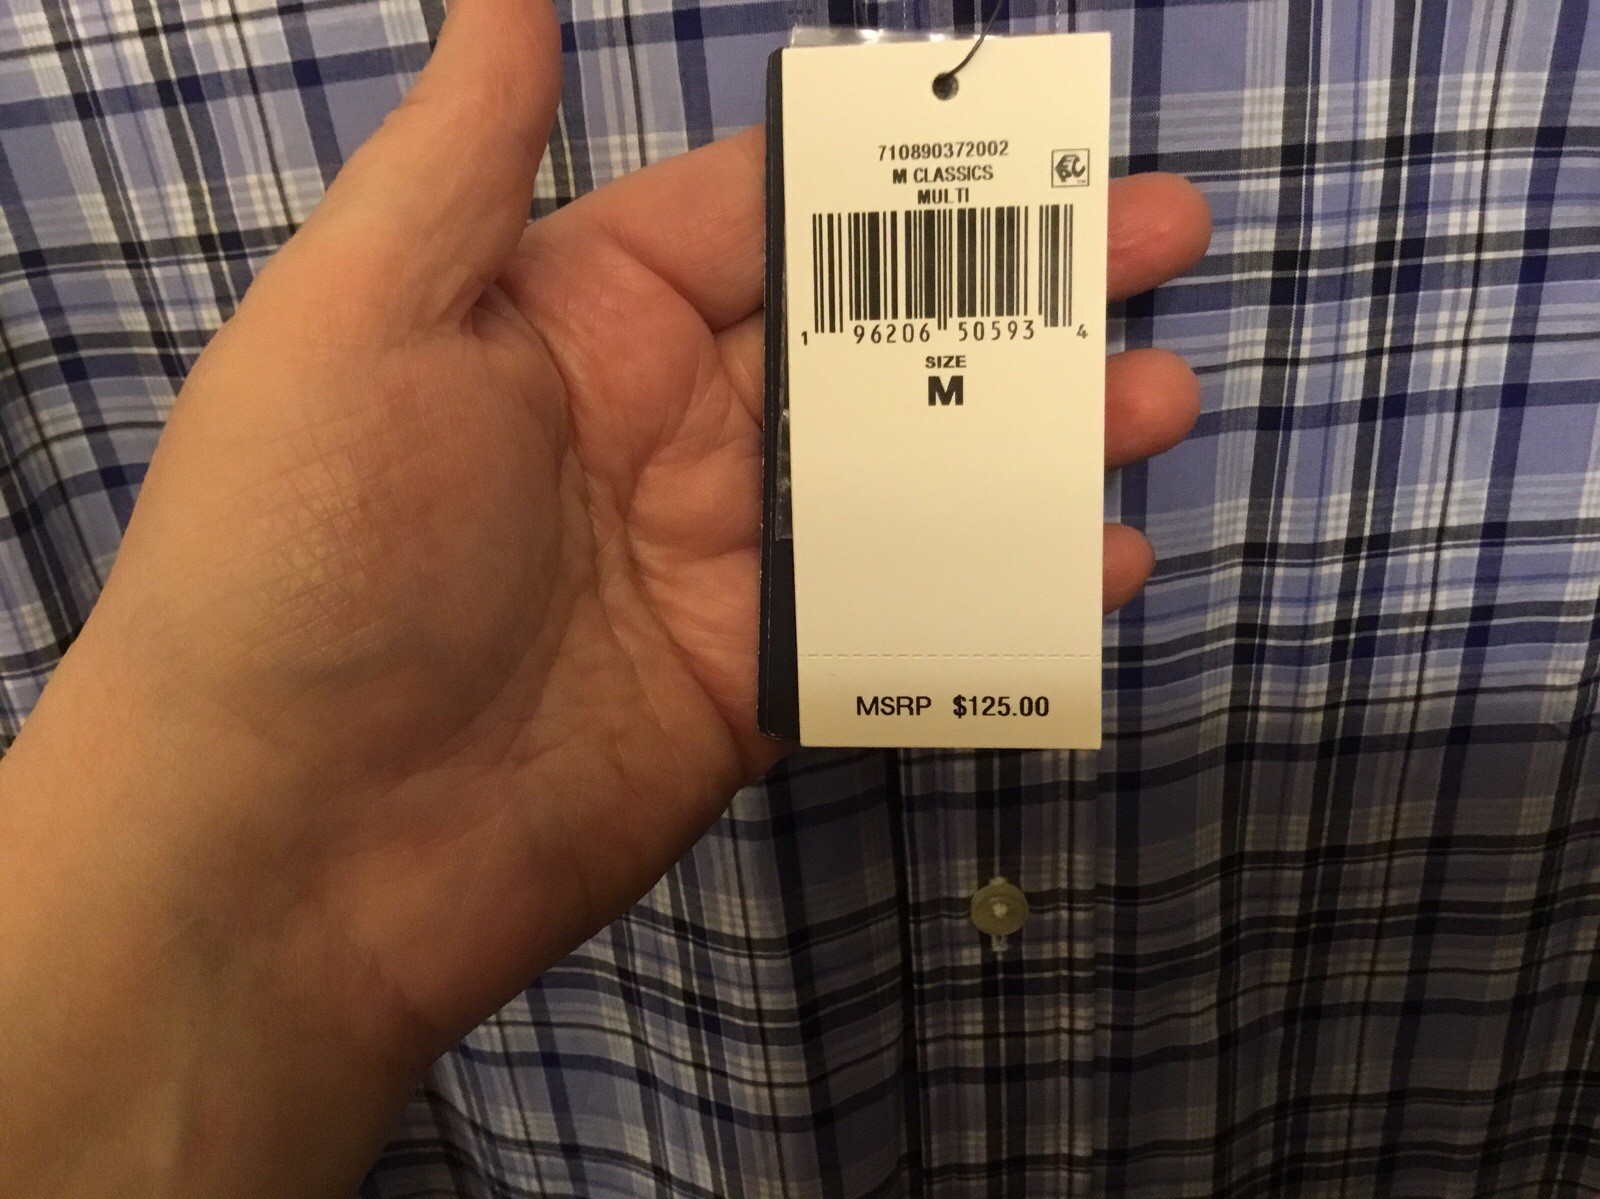 710890372002
M CLASSICS
MULTI
1 96206 50593 4
SIZE
M
MSRP $125.00